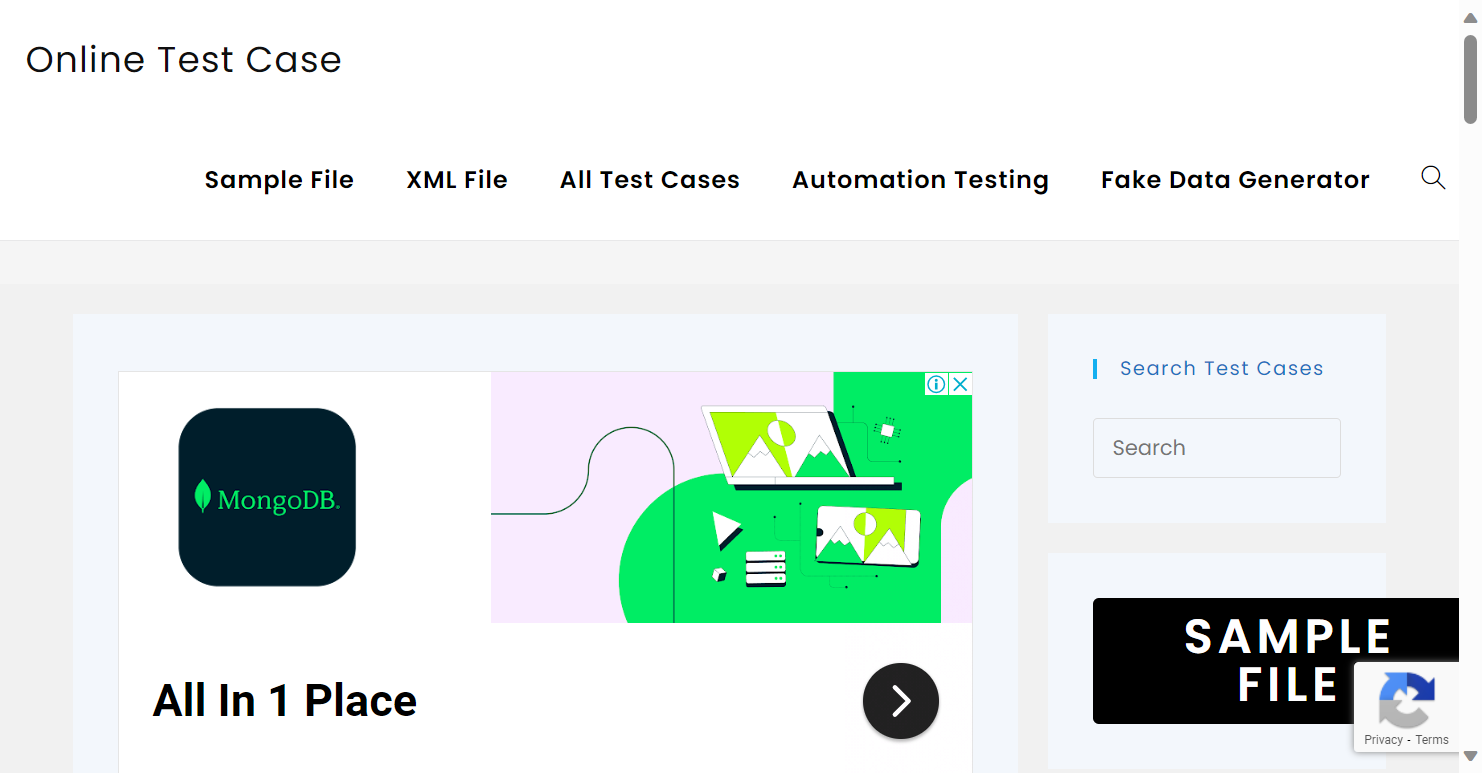 Online Test Case
Sample File XML File All Test Cases Automation Testing Fake Data Generator
Search Test Cases
Search
MongoDB.
All In 1 Place
SAMPLE
FILE
Privacy - Terms